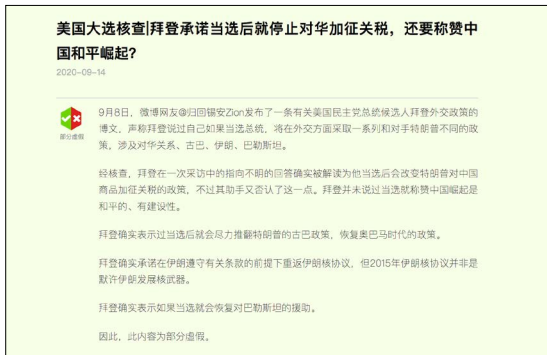 美国大选核查|拜登承诺当选后就停止对华加征关税，还要称赞中
国和平崛起？
2020-09-14
部分虚假
9月8日，微博网友@归回锡安Zion发布了一条有关美国民主党总统候选人拜登外交政策的
博文，声称拜登说过自己如果当选总统，将在外交方面采取一系列和对手特朗普不同的政
策，涉及对华关系、古巴、伊朗、巴勒斯坦。
经核查，拜登在一次采访中的指向不明的回答确实被解读为他当选后会改变特朗普对中国
商品加征关税的政策，不过其助手又否认了这一点。拜登并未说过当选就称赞中国崛起是
和平的、有建设性。
拜登确实表示过当选后就会尽力推翻特朗普的古巴政策，恢复奥巴马时代的政策。
拜登确实承诺在伊朗遵守有关条款的前提下重返伊朗核协议，但2015年伊朗核协议并非是
默许伊朗发展核武器。
拜登确实表示如果当选就会恢复对巴勒斯坦的援助。
因此，此内容为部分虚假。